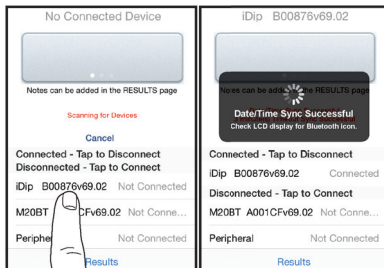 No Connected Device
Notes can be added in the RESULTS page
Scanning for Devices
Cancel
Connected - Tap to Disconnect
Disconnected - Tap to Connect
iDip B00876v69.02 Not Connected
M20BT CFv69.02 Not Conne...
Peripher Not Connected
Results
iDip B00876v69.02
Notes can be added in the RESULTS page
Date/Time Sync Successful
Check LCD display for Bluetooth icon.
Connected - Tap to Disconnect
iDip B00876v69.02 Connected
Disconnected - Tap to Connect
M20BT A001CFv69.02 Not Conne...
Peripheral Not Connected
Results